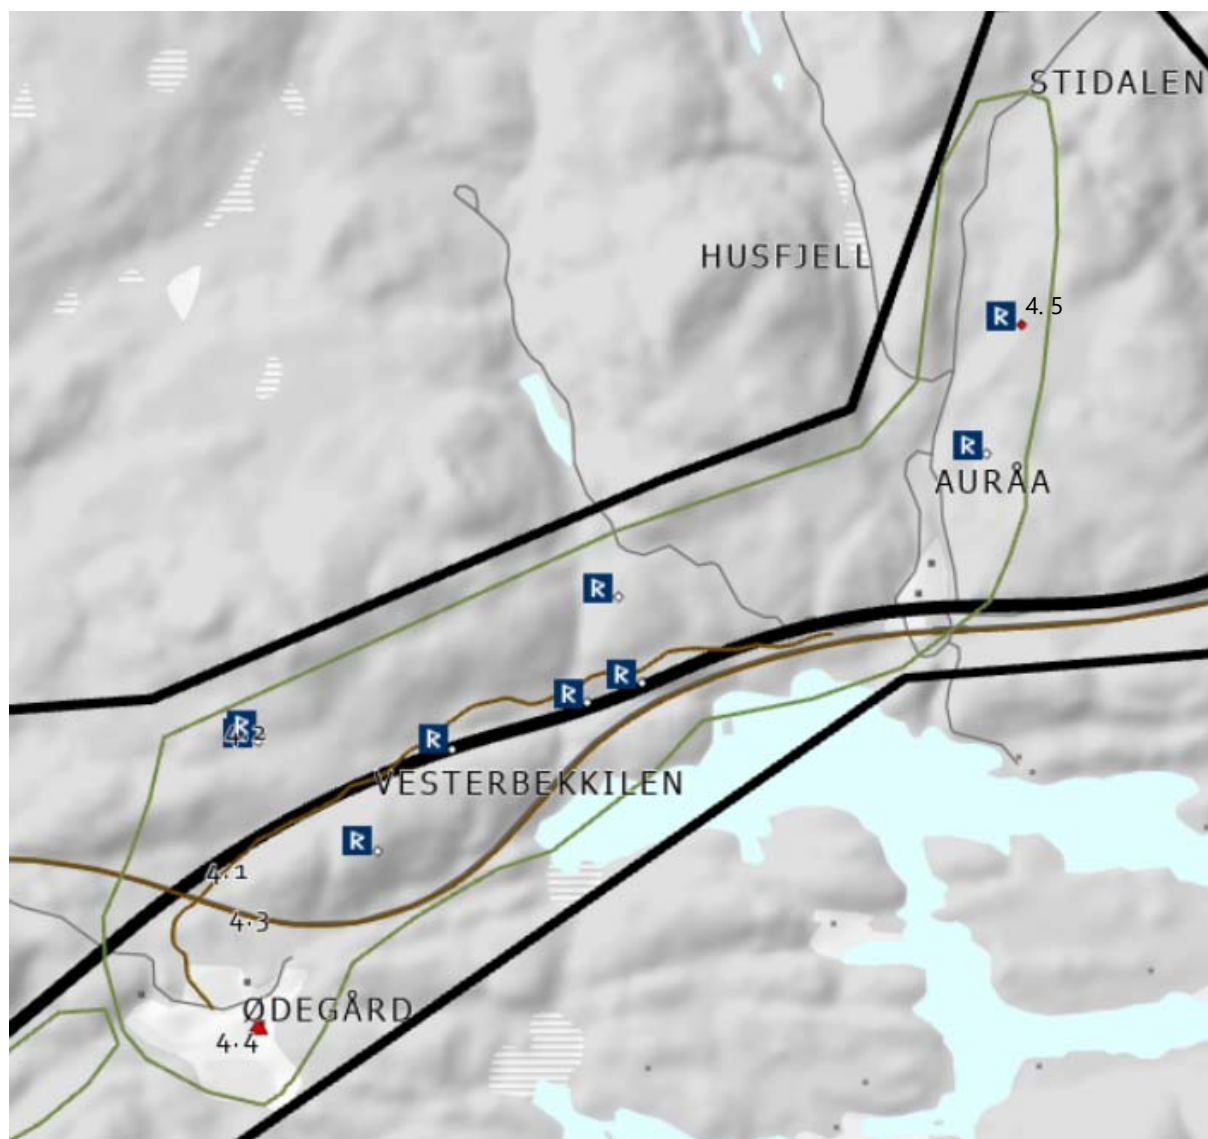 STIDALEN
HUSFJELL
4.5
AURÅA
4.2
VESTERBEKKILEN
4.1
4.3
ØDEGÅRD
4.4